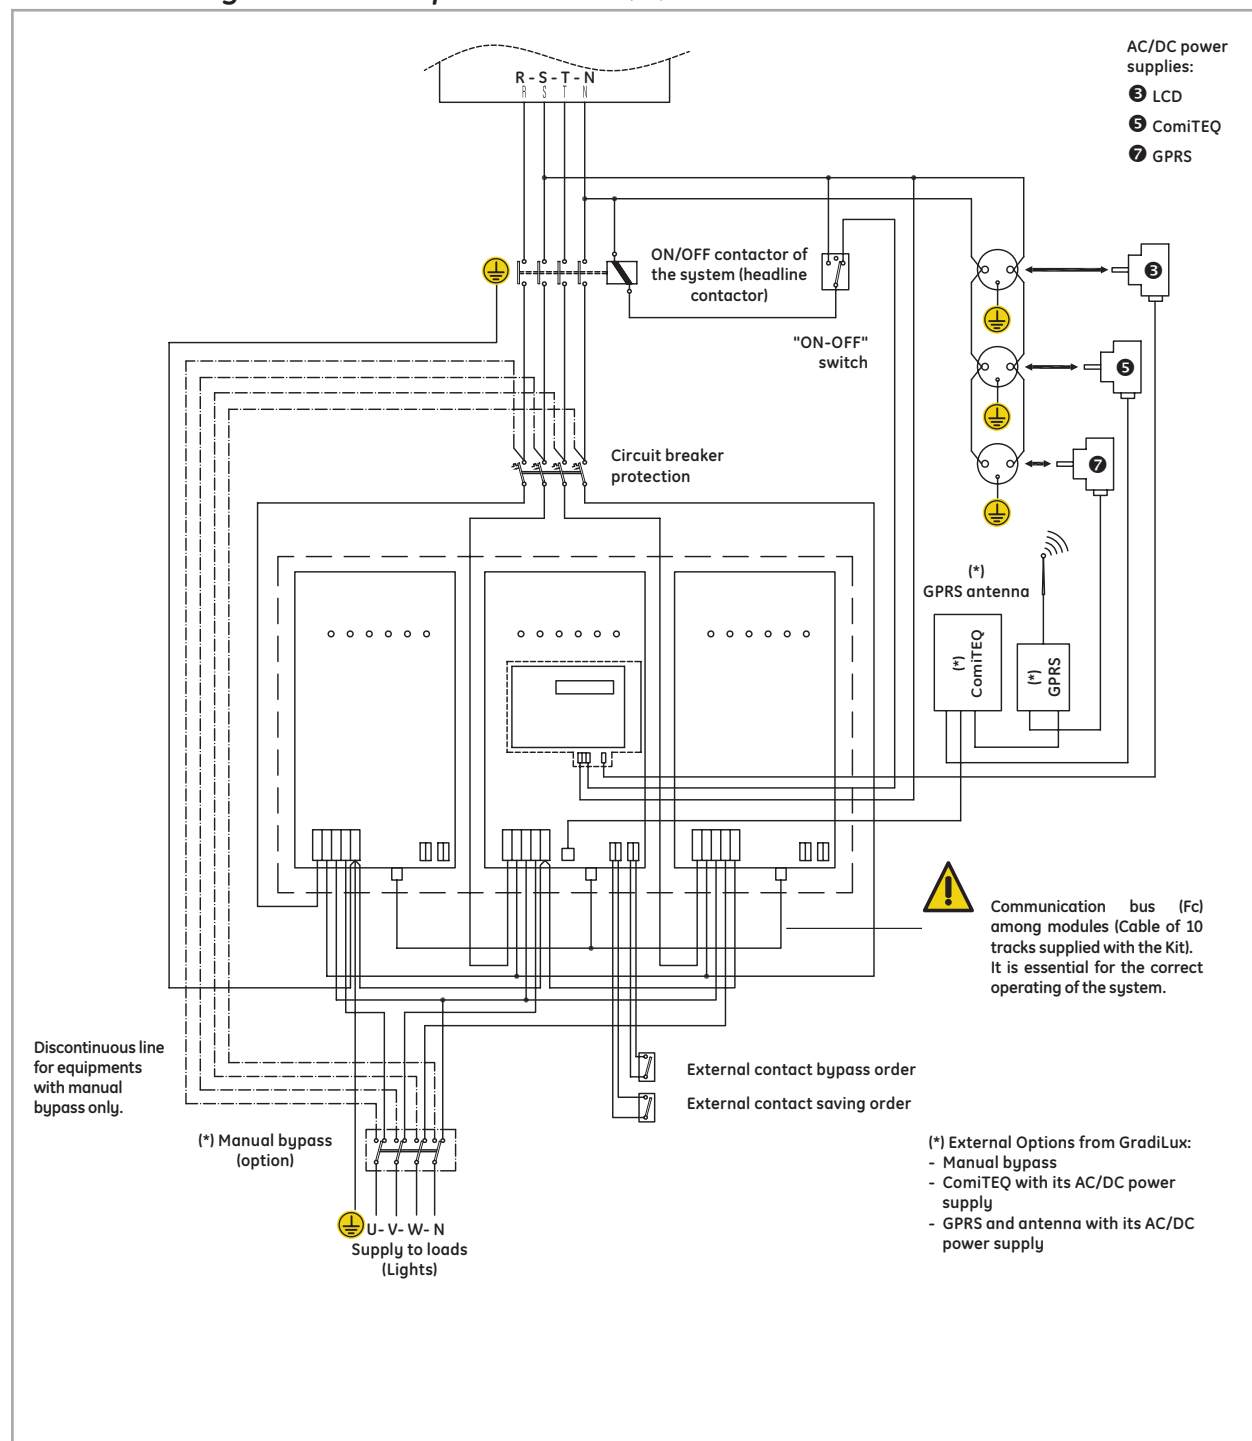 R - S - T - N
R S T N
AC/DC power
supplies:
❸ LCD
❺ ComiTEQ
❼ GPRS
ON/OFF contactor of
the system (headline
contactor)
"ON-OFF"
switch
❸
❺
❼
Circuit breaker
protection
(*)
GPRS antenna
(*)
ComiTEQ
(*)
GPRS
Communication bus (Fc)
among modules (Cable of 10
tracks supplied with the Kit).
It is essential for the correct
operating of the system.
Discontinuous line
for equipments
with manual
bypass only.
External contact bypass order
External contact saving order
(*) Manual bypass
(option)
U- V- W- N
Supply to loads
(Lights)
(*) External Options from GradiLux:
- Manual bypass
- ComiTEQ with its AC/DC power
supply
- GPRS and antenna with its AC/DC
power supply